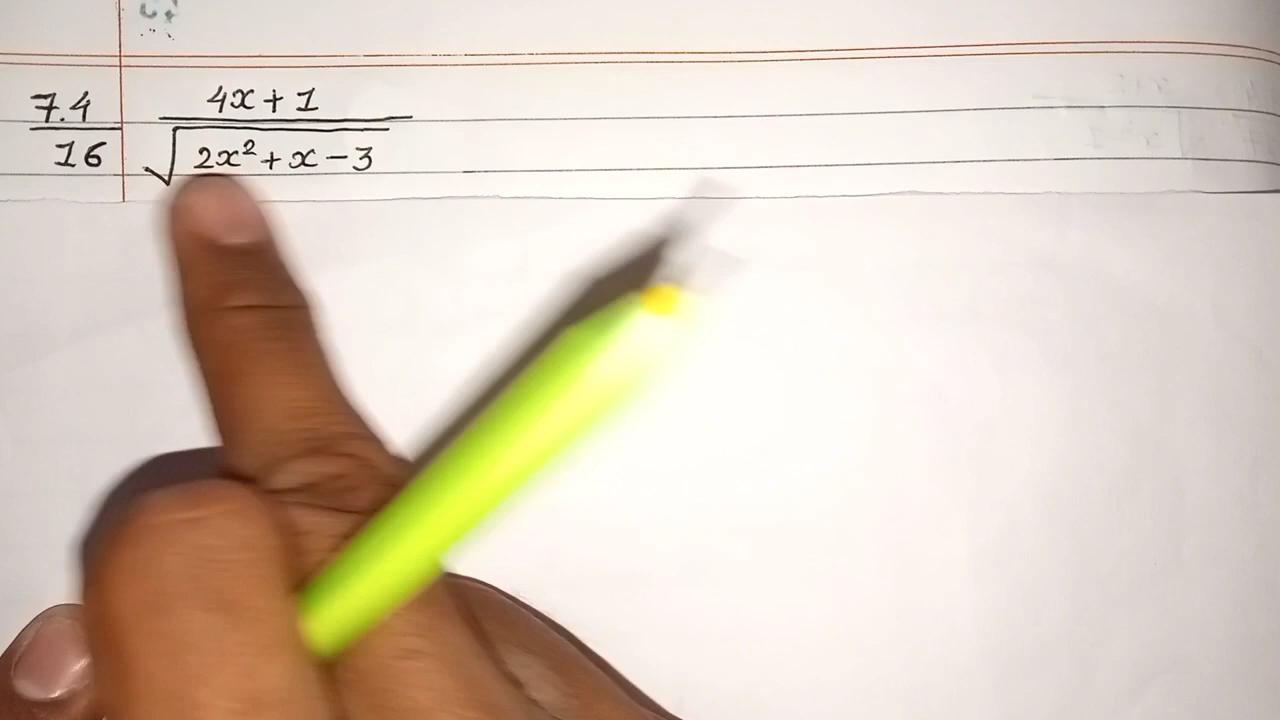 7.4
16
4x + 1
√2x² + x − 3